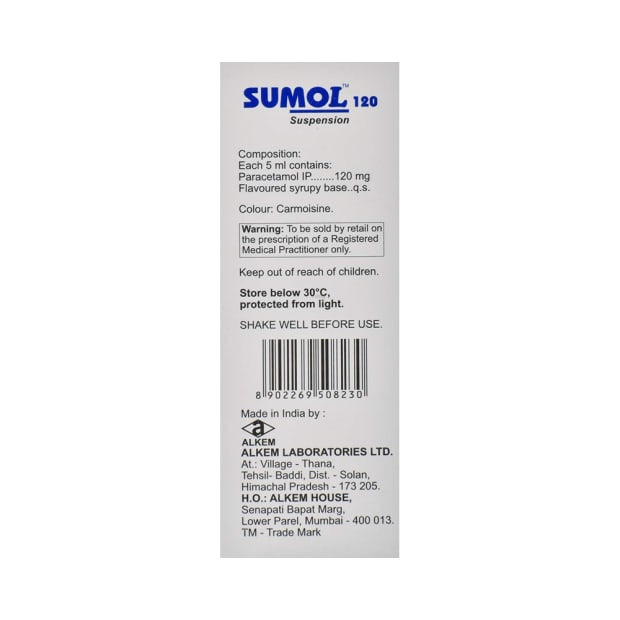 SUMOL™ 120
Suspension
Composition:
Each 5 ml contains:
Paracetamol IP........120 mg
Flavoured syrupy base..q.s.
Colour: Carmoisine.
Warning: To be sold by retail on
the prescription of a Registered
Medical Practitioner only.
Keep out of reach of children.
Store below 30°C,
protected from light.
SHAKE WELL BEFORE USE.
8 902269 508230
Made in India by :
a
ALKEM
ALKEM LABORATORIES LTD.
At.: Village - Thana,
Tehsil- Baddi, Dist. - Solan,
Himachal Pradesh - 173 205.
H.O.: ALKEM HOUSE,
Senapati Bapat Marg,
Lower Parel, Mumbai - 400 013.
TM - Trade Mark